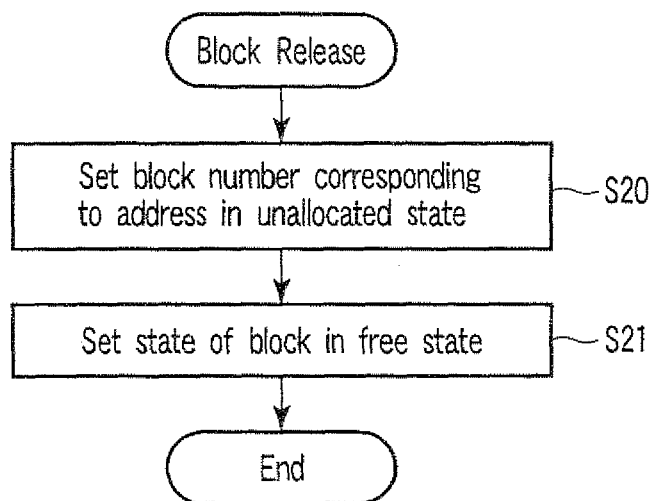 Block Release
Set block number corresponding
to address in unallocated state
S20
Set state of block in free state
S21
End